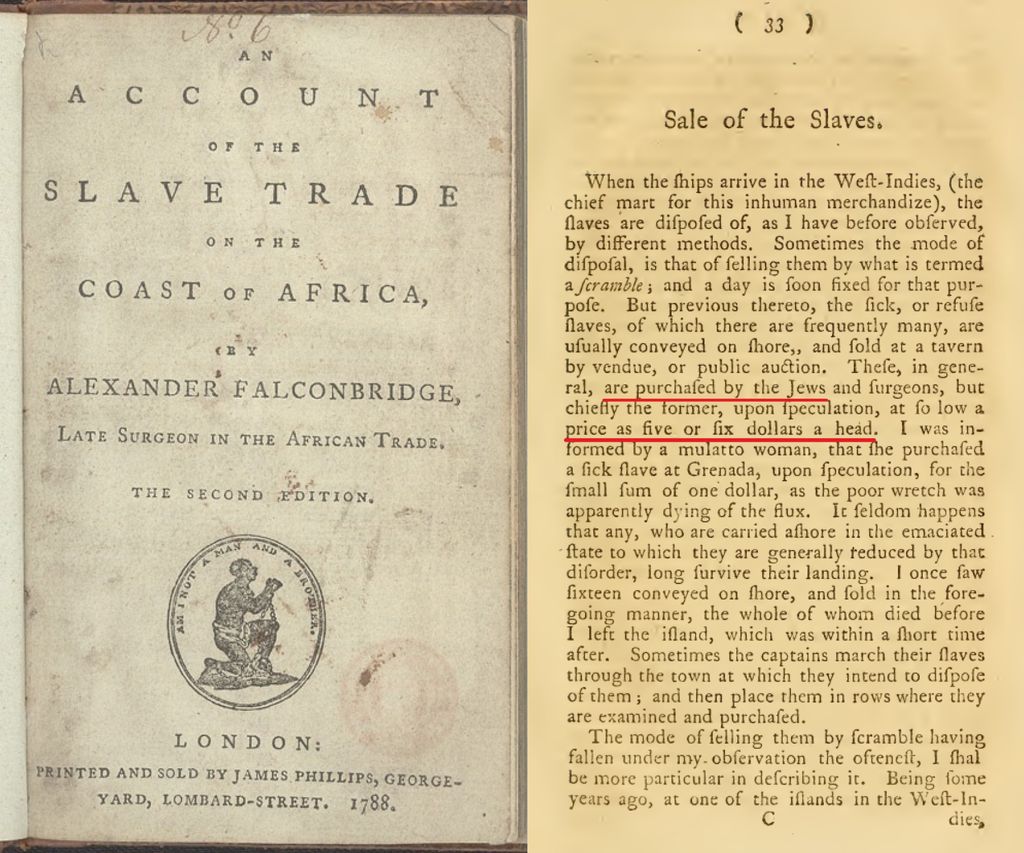 No. 6
AN
ACCOUNT
OF THE
SLAVE TRADE
ON THE
COAST OF AFRICA,
BY
ALEXANDER FALCONBRIDGE,
LATE SURGEON IN THE AFRICAN TRADE.
THE SECOND EDITION.
AM I NOT A MAN AND A BROTHER.
LONDON:
PRINTED AND SOLD BY JAMES PHILLIPS, GEORGE-
YARD, LOMBARD-STREET. 1788.
( 33 )
Sale of the Slaves.
When the ſhips arrive in the Weſt-Indies, (the
chief mart for this inhuman merchandize), the
ſlaves are diſpoſed of, as I have before obſerved,
by different methods. Sometimes the mode of
diſpoſal, is that of ſelling them by what is termed
a ſcramble; and a day is ſoon fixed for that pur-
poſe. But previous thereto, the ſick, or refuſe
ſlaves, of which there are frequently many, are
uſually conveyed on ſhore,, and ſold at a tavern
by vendue, or public auction. Theſe, in gene-
ral, are purchaſed by the Jews and ſurgeons, but
chiefly the former, upon ſpeculation, at ſo low a
price as five or ſix dollars a head. I was in-
formed by a mulatto woman, that ſhe purchaſed
a ſick ſlave at Grenada, upon ſpeculation, for the
ſmall ſum of one dollar, as the poor wretch was
apparently dying of the flux. It ſeldom happens
that any, who are carried aſhore in the emaciated
ſtate to which they are generally reduced by that
diſorder, long ſurvive their landing. I once ſaw
ſixteen conveyed on ſhore, and ſold in the fore-
going manner, the whole of whom died before
I left the iſland, which was within a ſhort time
after. Sometimes the captains march their ſlaves
through the town at which they intend to diſpoſe
of them; and then place them in rows where they
are examined and purchaſed.
The mode of ſelling them by ſcramble having
fallen under my obſervation the ofteneſt, I ſhal
be more particular in deſcribing it. Being ſome
years ago, at one of the iſlands in the Weſt-In-
C dies,